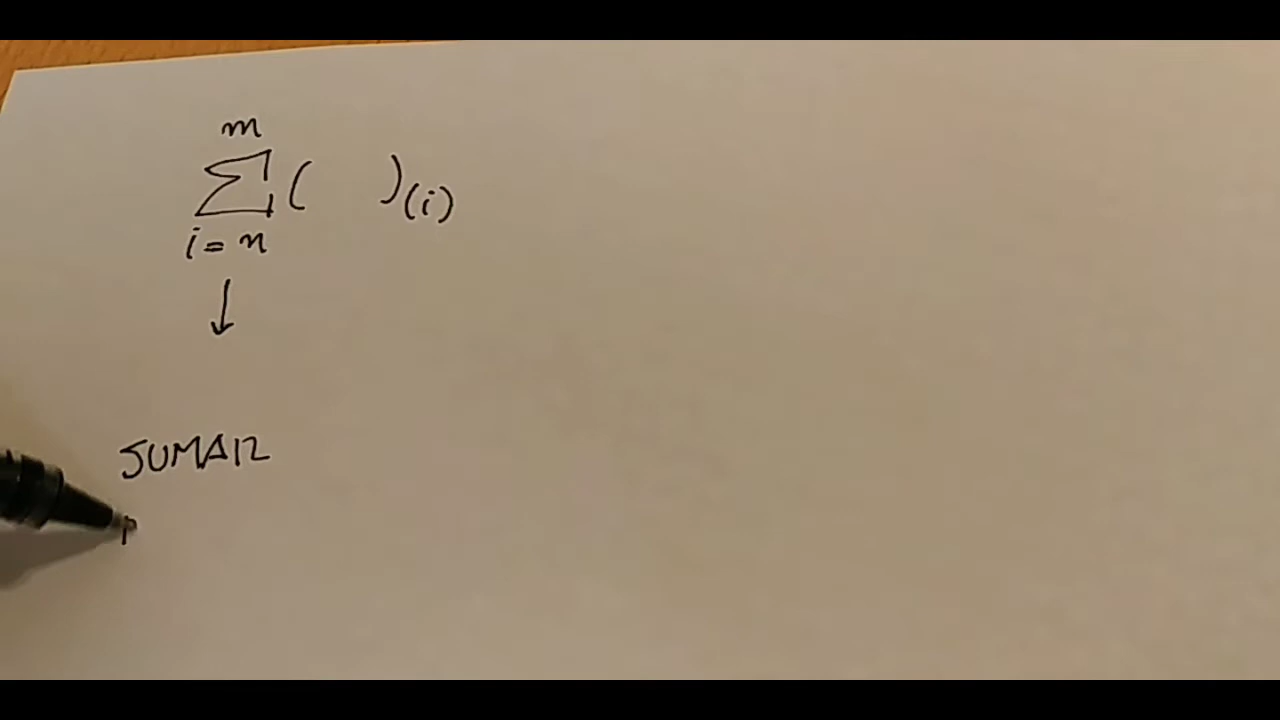 m
∑ ( )(i)
i = n
↓
SUMAR